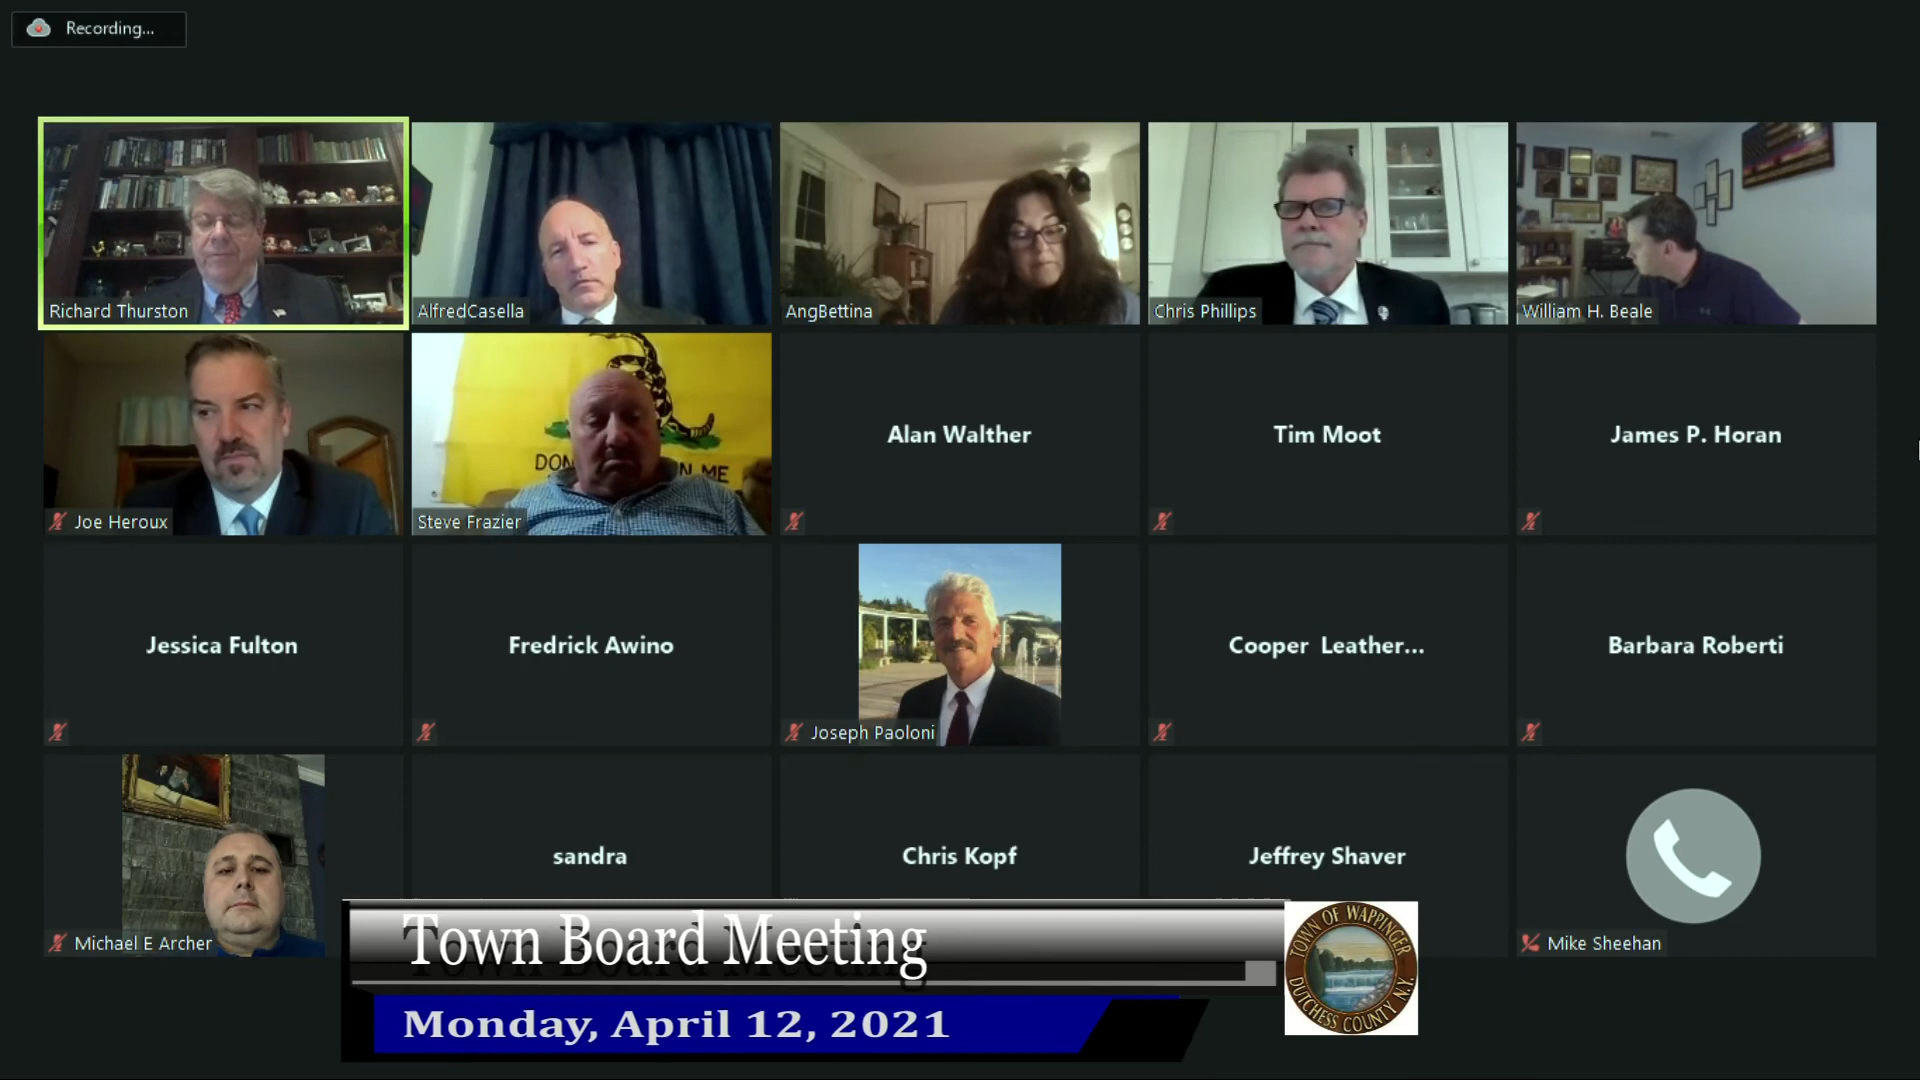 Recording...
Richard Thurston
AlfredCasella
AngBettina
Chris Phillips
William H. Beale
Joe Heroux
DON
N ME
Steve Frazier
Alan Walther
Tim Moot
James P. Horan
Jessica Fulton
Fredrick Awino
Joseph Paoloni
Cooper Leather...
Barbara Roberti
Michael E Archer
sandra
Chris Kopf
Jeffrey Shaver
Mike Sheehan
Town Board Meeting
Monday, April 12, 2021
TOWN OF WAPPINGER
DUTCHESS COUNTY N.Y.